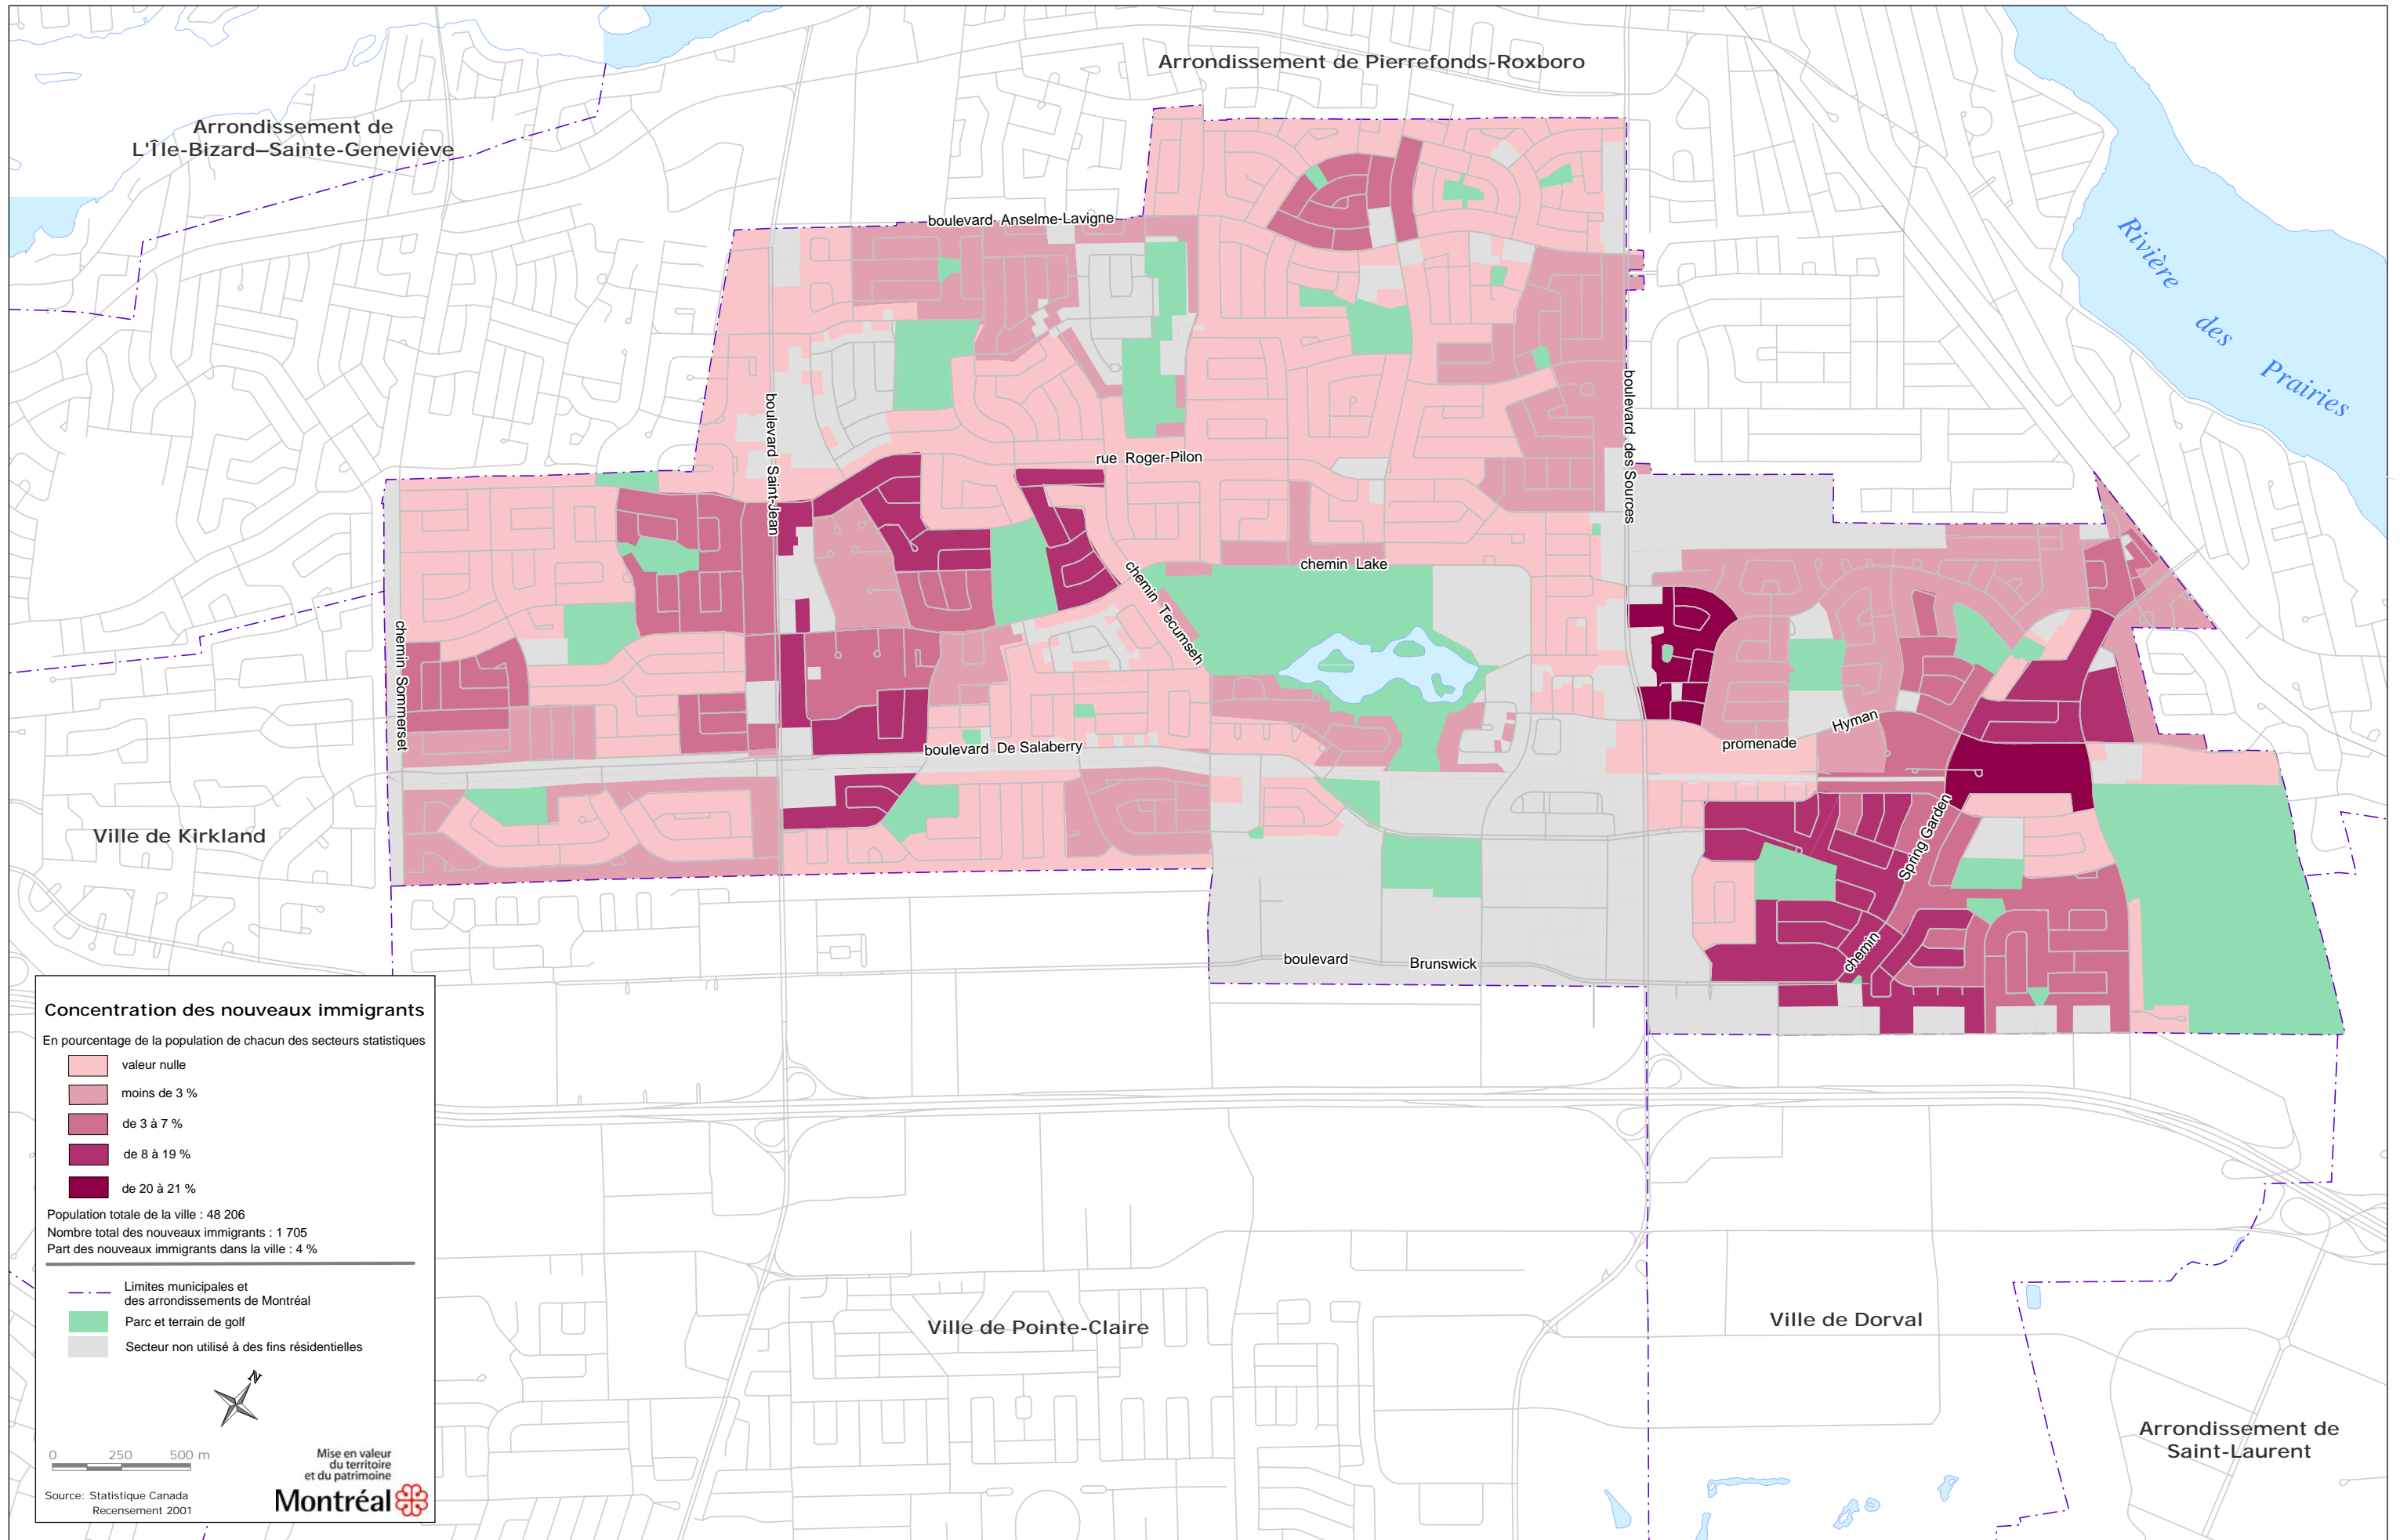 Arrondissement de Pierrefonds-Roxboro
Arrondissement de
L'Île-Bizard–Sainte-Geneviève
Rivière
des
Prairies
boulevard Anselme-Lavigne
boulevard Saint-Jean
boulevard des Sources
rue Roger-Pilon
chemin Lake
chemin Tecumseh
chemin Sommerset
boulevard De Salaberry
promenade
Hyman
Spring Garden
chemin
boulevard
Brunswick
Ville de Kirkland
Ville de Pointe-Claire
Ville de Dorval
Arrondissement de
Saint-Laurent
Concentration des nouveaux immigrants
En pourcentage de la population de chacun des secteurs statistiques
valeur nulle
moins de 3 %
de 3 à 7 %
de 8 à 19 %
de 20 à 21 %
Population totale de la ville : 48 206
Nombre total des nouveaux immigrants : 1 705
Part des nouveaux immigrants dans la ville : 4 %
Limites municipales et
des arrondissements de Montréal
Parc et terrain de golf
Secteur non utilisé à des fins résidentielles
N
0 250 500 m
Mise en valeur
du territoire
et du patrimoine
Montréal
Source: Statistique Canada
Recensement 2001